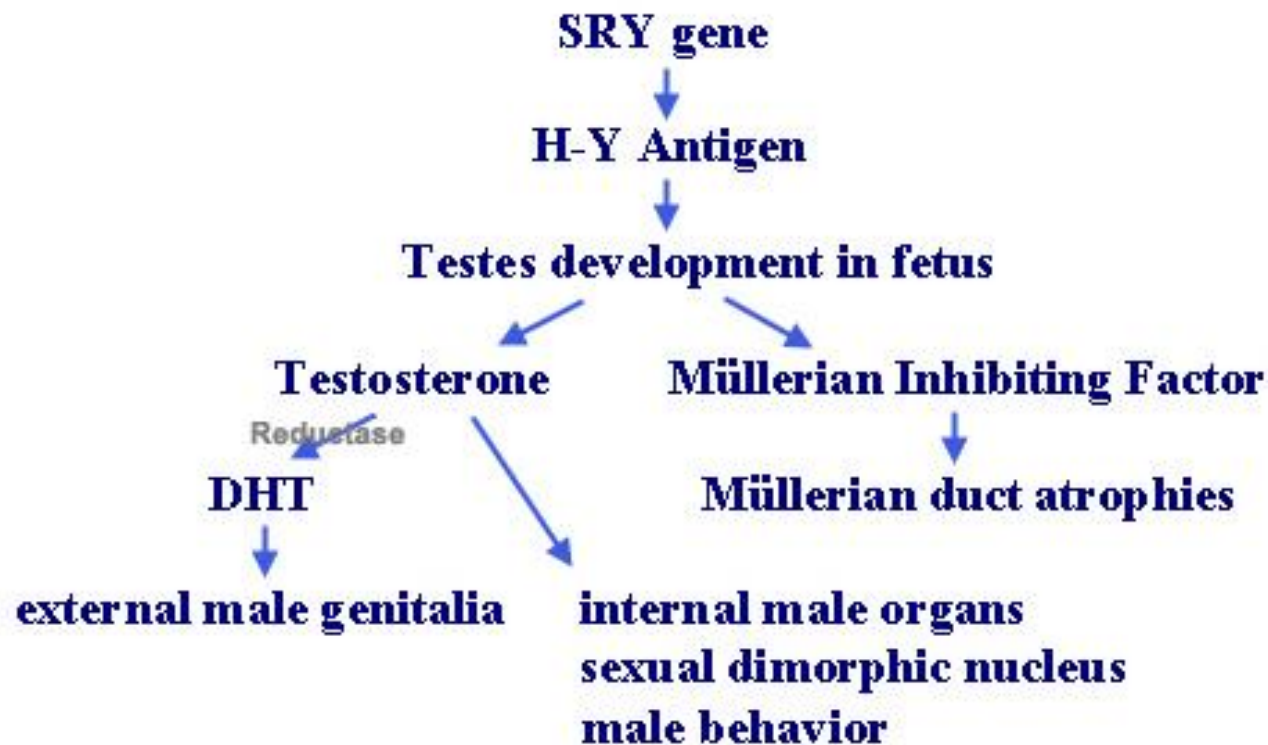 SRY gene
H-Y Antigen
Testes development in fetus
Testosterone
Müllerian Inhibiting Factor
Redustase
DHT
Müllerian duct atrophies
external male genitalia
internal male organs
sexual dimorphic nucleus
male behavior